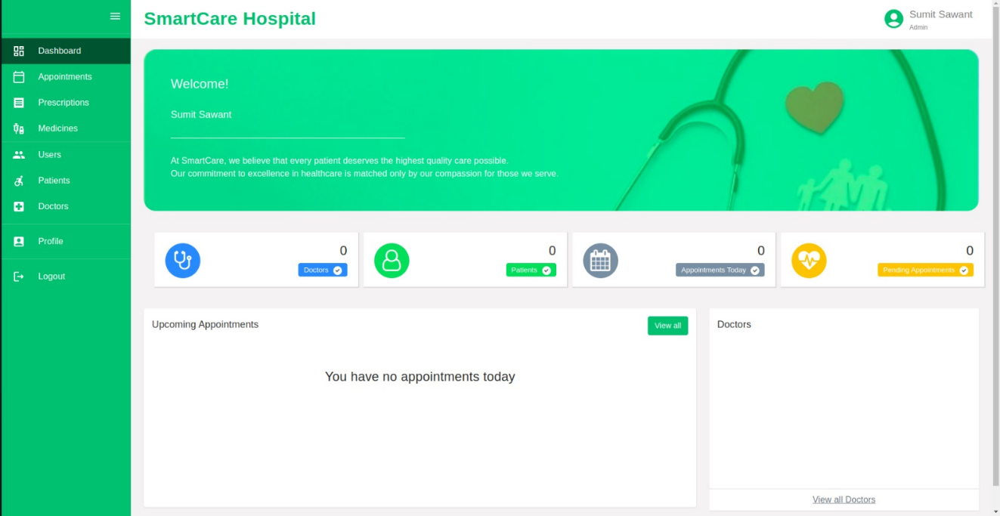 SmartCare Hospital
Sumit Sawant
Admin
Dashboard
Appointments
Prescriptions
Medicines
Users
Patients
Doctors
Profile
Logout
Welcome!
Sumit Sawant
At SmartCare, we believe that every patient deserves the highest quality care possible.
Our commitment to excellence in healthcare is matched only by our compassion for those we serve.
0
Doctors
0
Patients
0
Appointments Today
0
Pending Appointments
Upcoming Appointments
View all
You have no appointments today
Doctors
View all Doctors